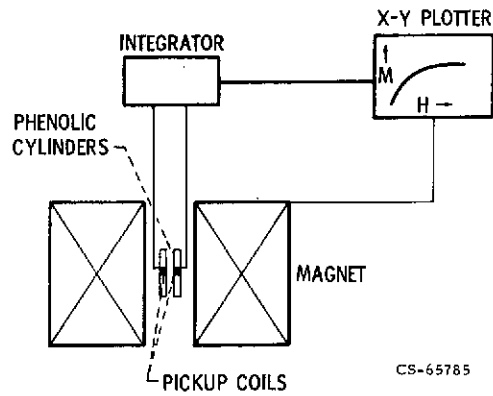 X-Y PLOTTER
INTEGRATOR
M
H
PHENOLIC
CYLINDERS
MAGNET
PICKUP COILS
CS-65785